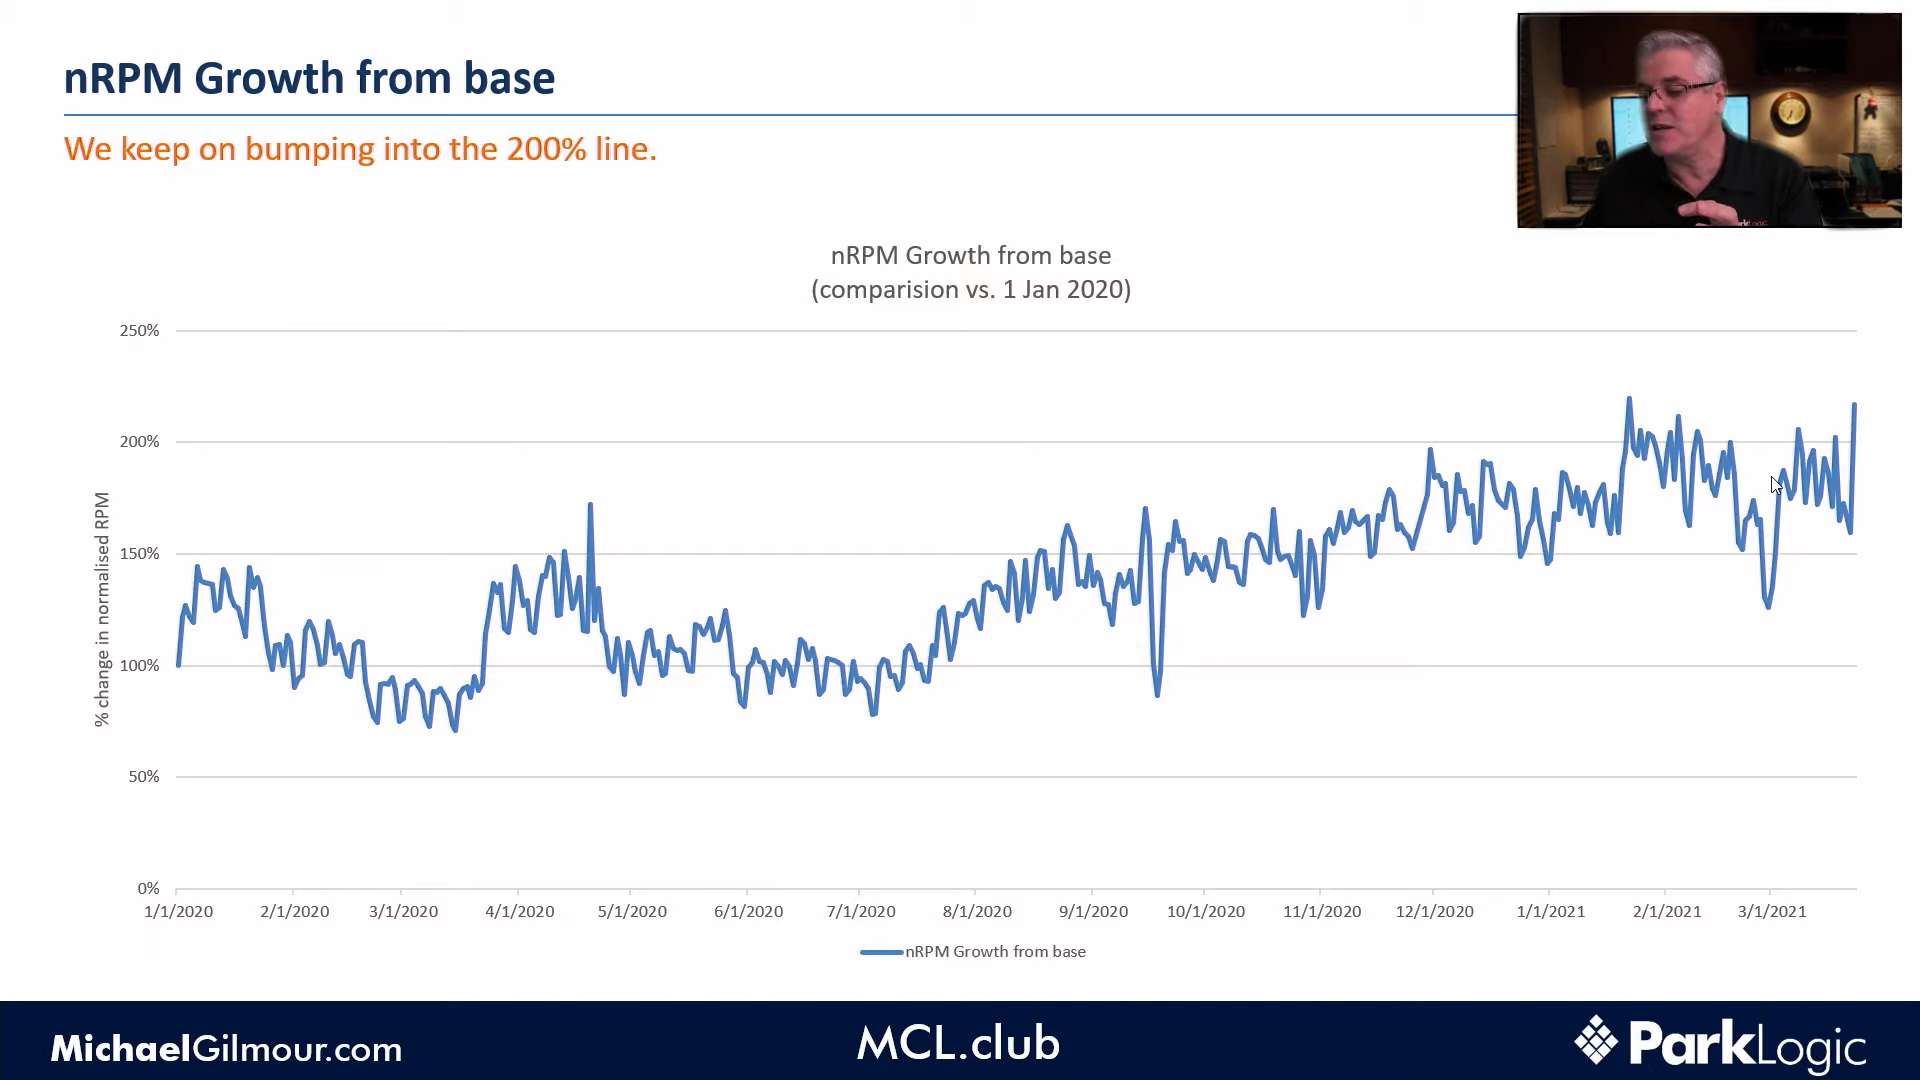 nRPM Growth from base
We keep on bumping into the 200% line.
nRPM Growth from base
(comparision vs. 1 Jan 2020)
% change in normalised RPM
250%
200%
150%
100%
50%
0%
1/1/2020 2/1/2020 3/1/2020 4/1/2020 5/1/2020 6/1/2020 7/1/2020 8/1/2020 9/1/2020 10/1/2020 11/1/2020 12/1/2020 1/1/2021 2/1/2021 3/1/2021
nRPM Growth from base
MichaelGilmour.com
MCL.club
ParkLogic